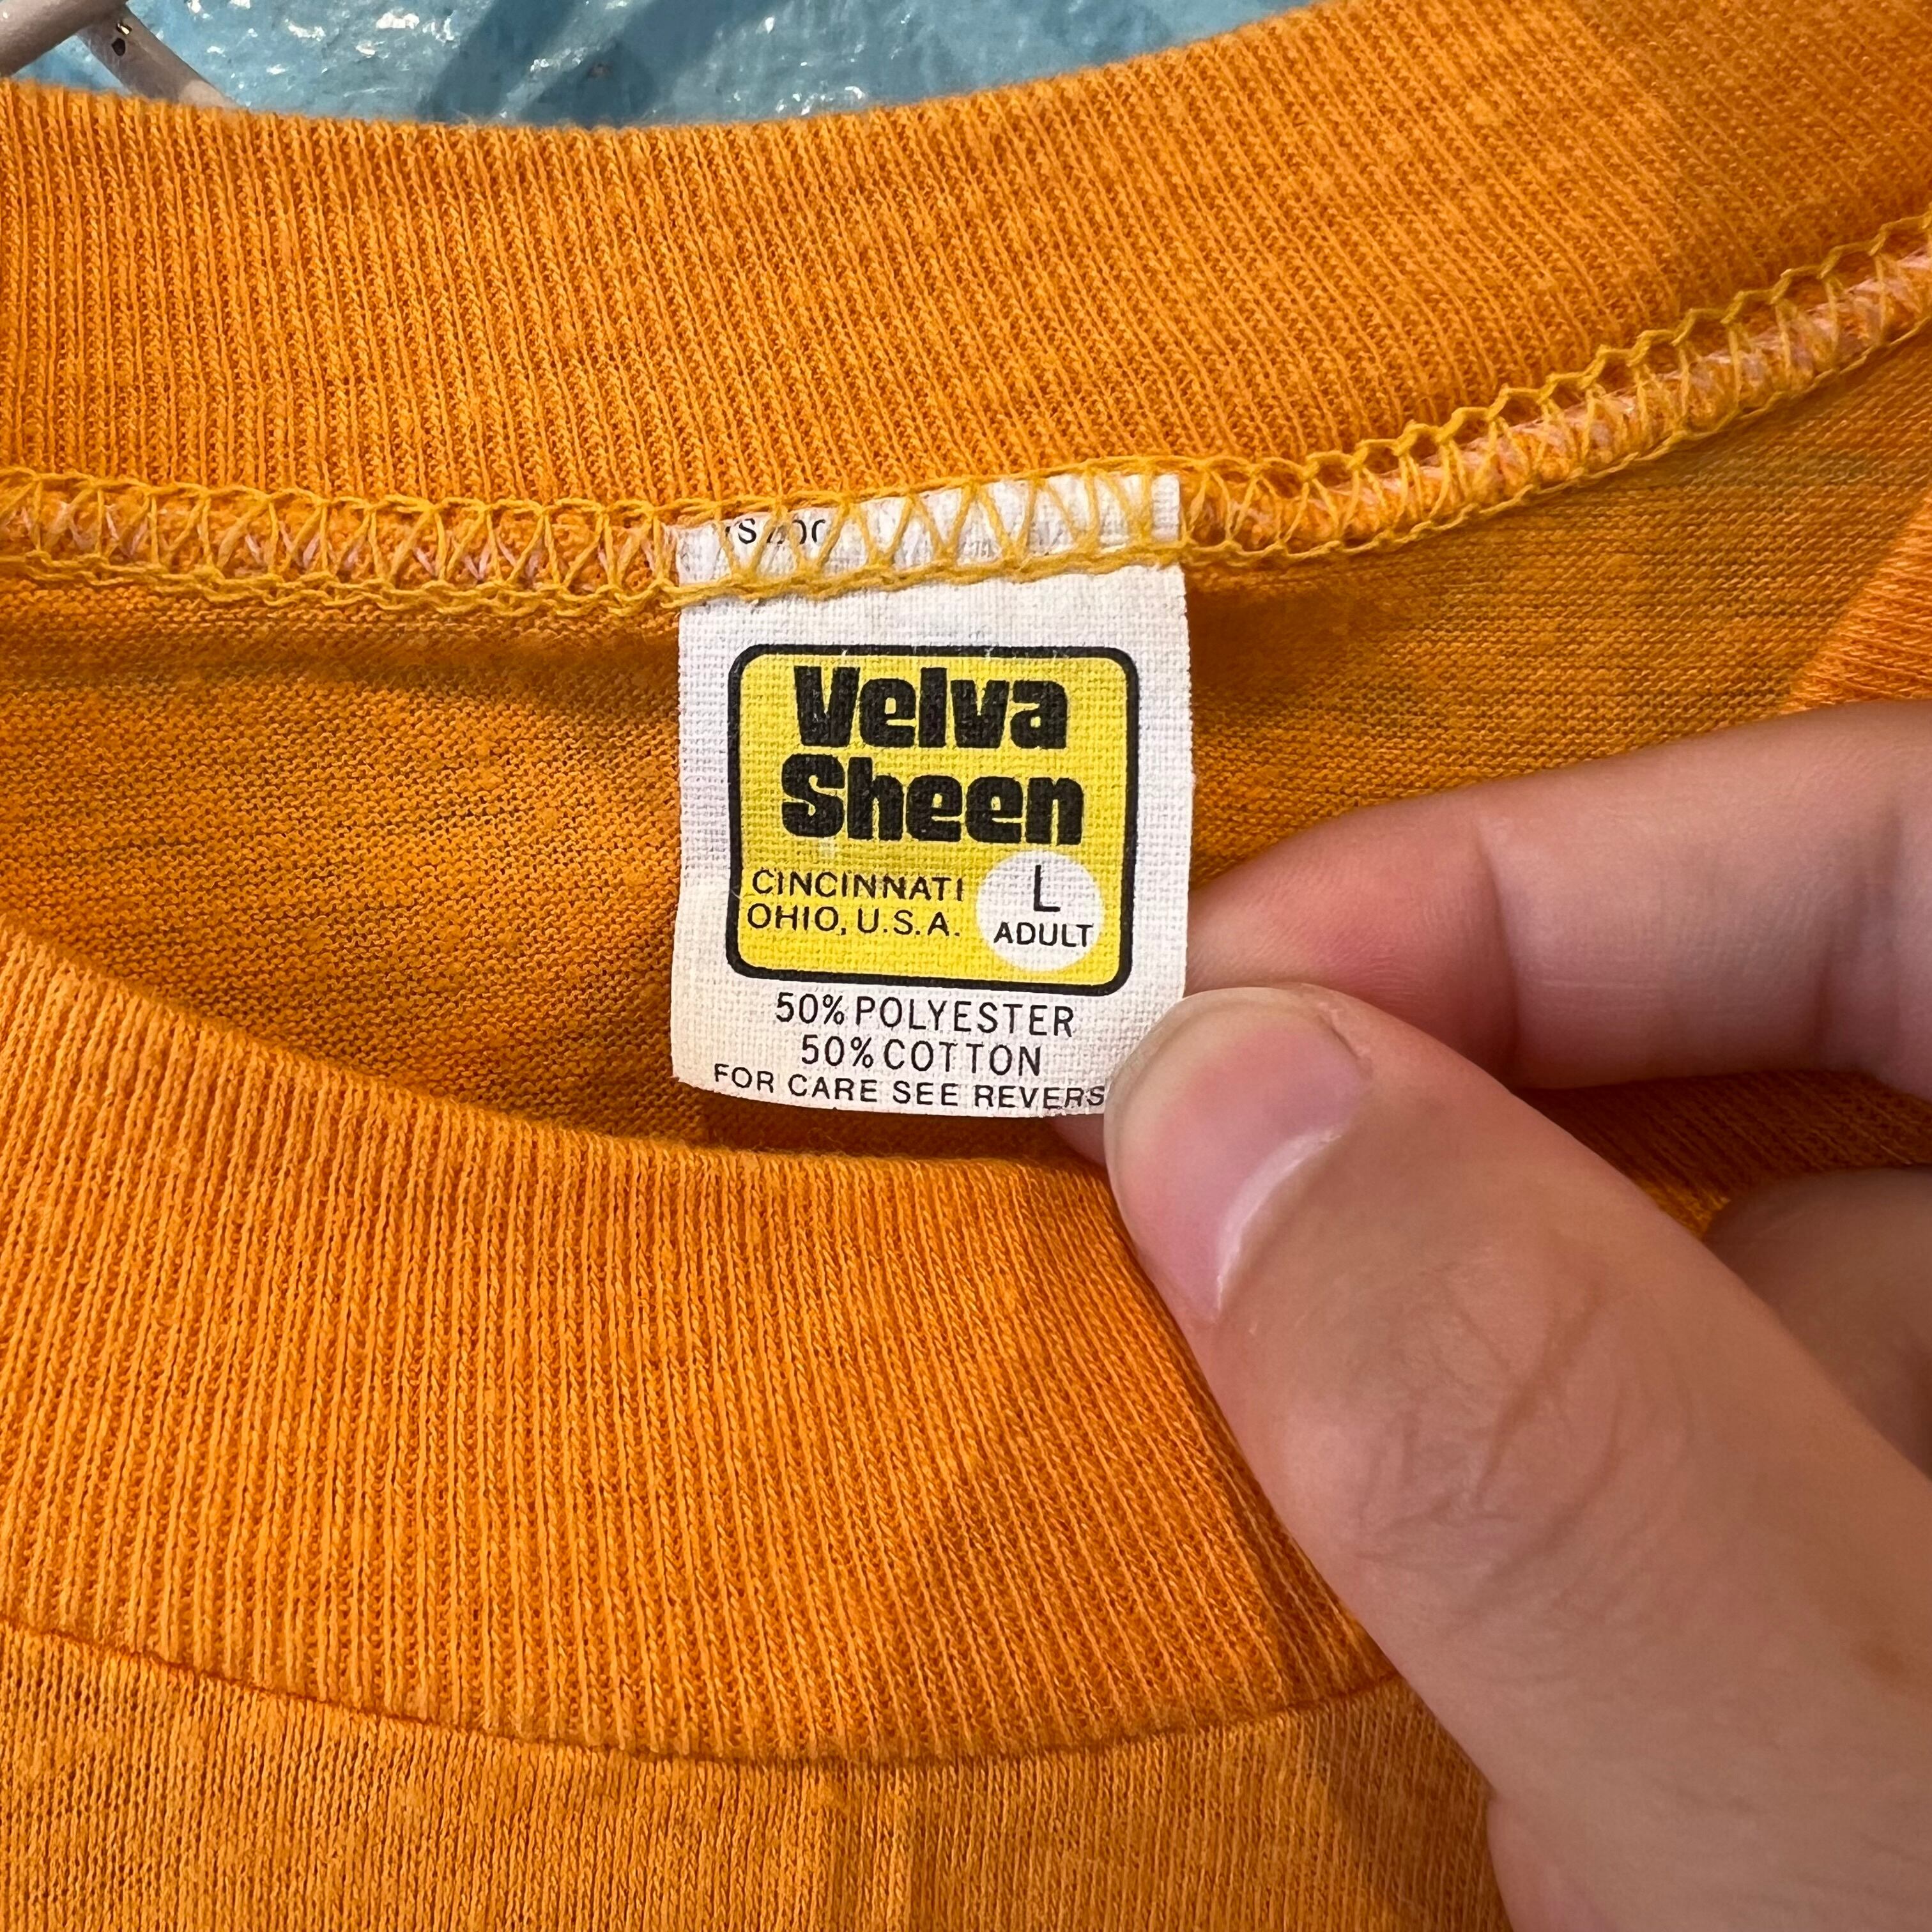 Velva
Sheen
CINCINNATI
OHIO, U.S.A.
L
ADULT
50% POLYESTER
50% COTTON
FOR CARE SEE REVERS